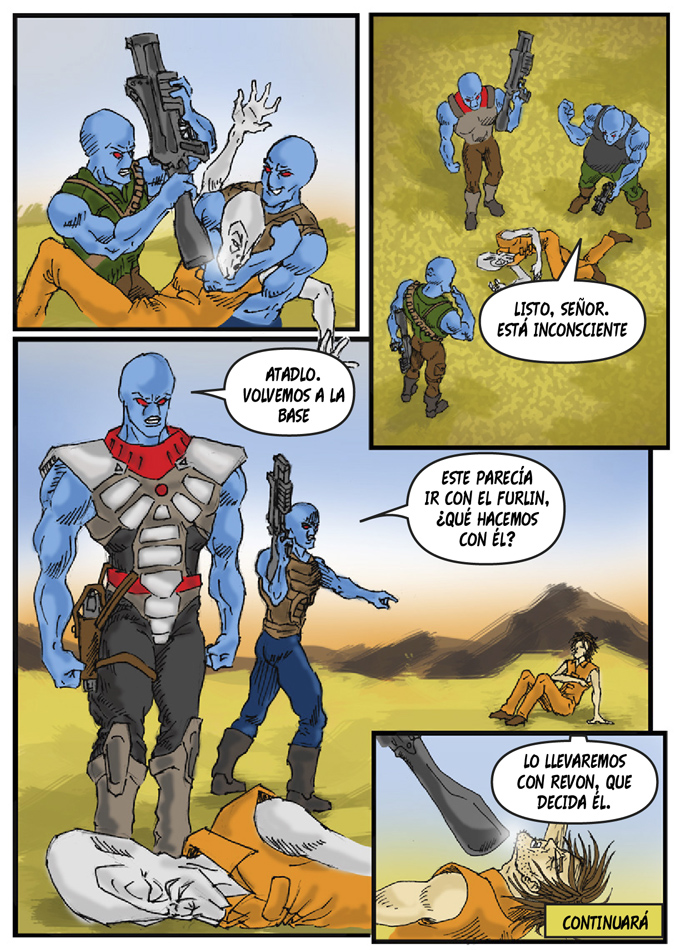 LISTO, SEÑOR.
ESTÁ INCONSCIENTE
ATADLO.
VOLVEMOS A LA
BASE
ESTE PARECÍA
IR CON EL FURLIN,
¿QUÉ HACEMOS
CON ÉL?
LO LLEVAREMOS
CON REVON, QUE
DECIDA ÉL.
CONTINUARÁ